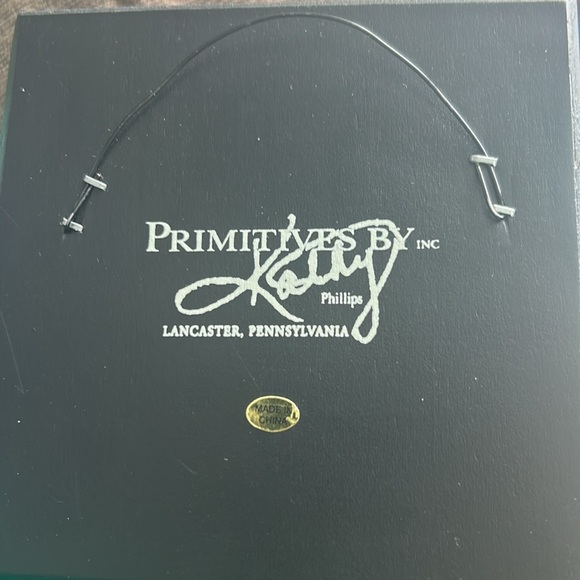 PRIMITIVES BY INC
Kathy
Phillips
LANCASTER, PENNSYLVANIA
MADE IN
CHINA